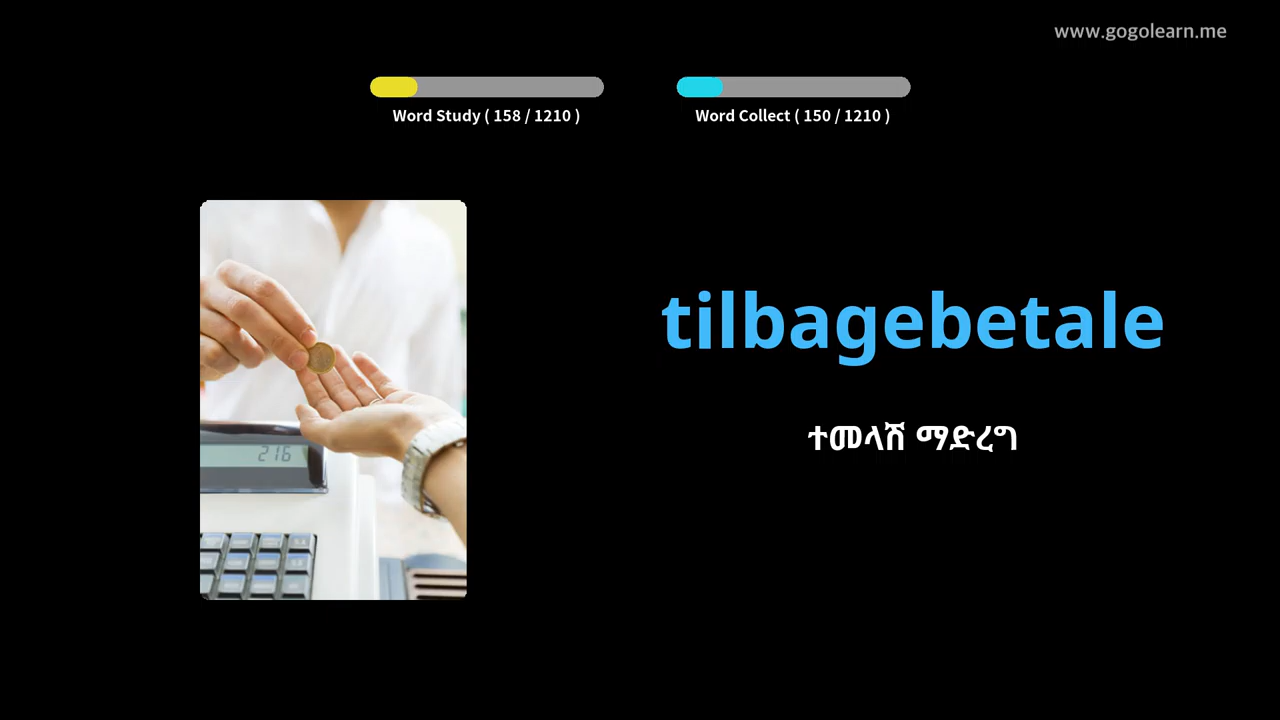 www.gogolearn.me
Word Study ( 158 / 1210 )
Word Collect ( 150 / 1210 )
tilbagebetale
ተመላሽ ማድረግ
216